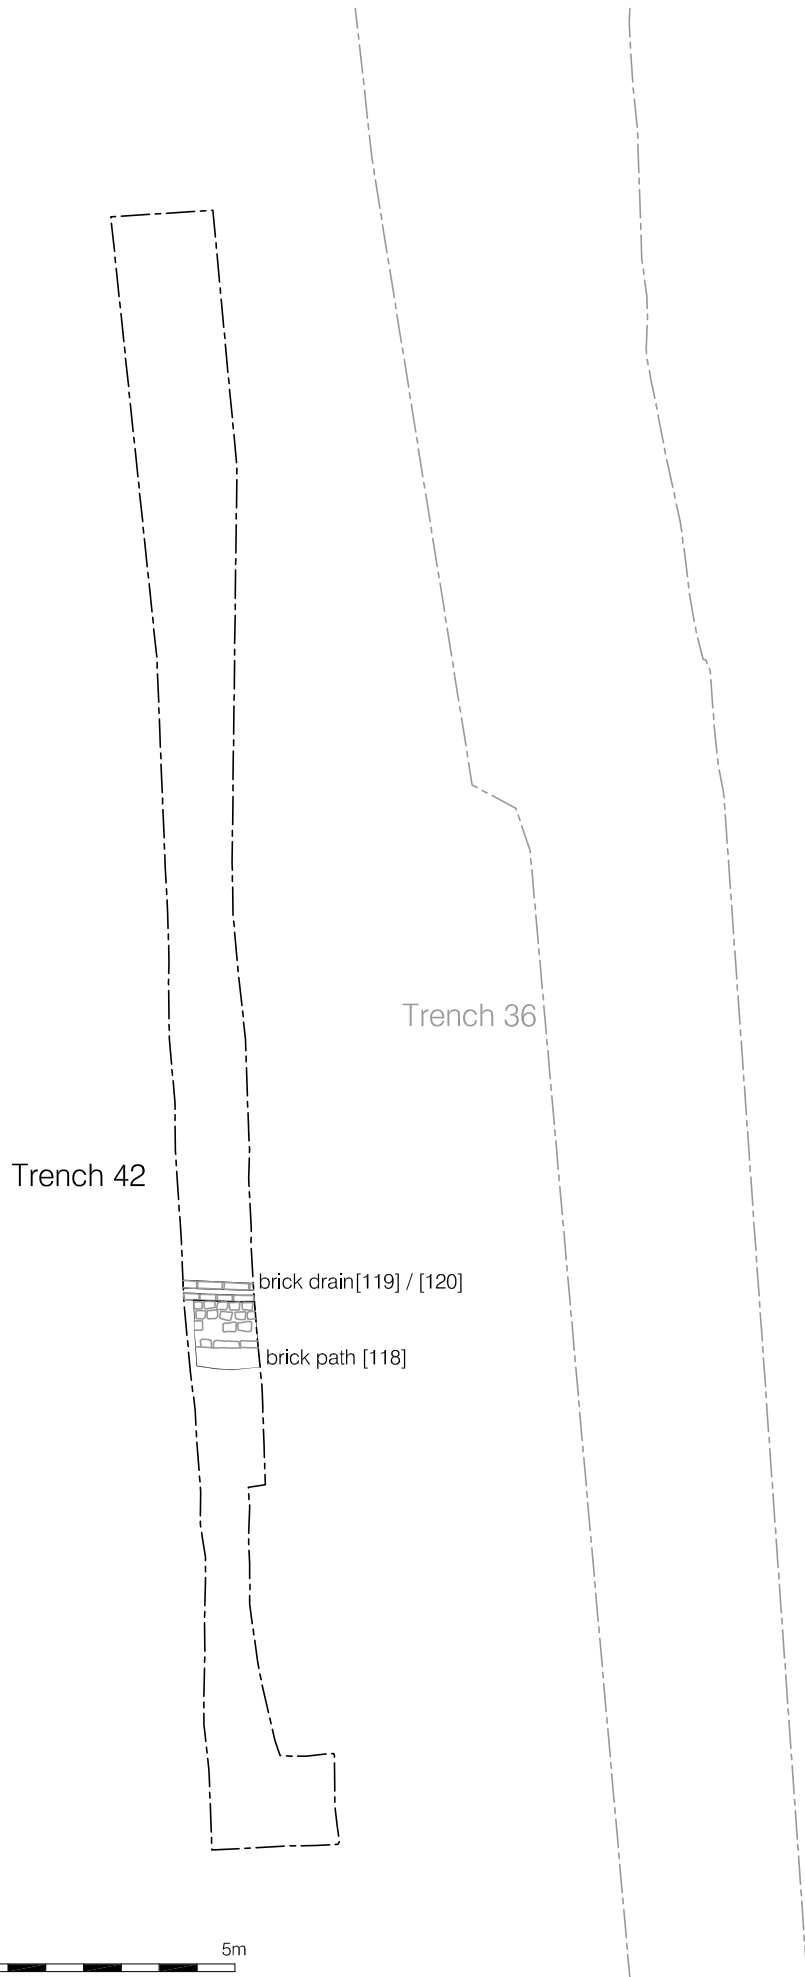 Trench 36
Trench 42
brick drain[119] / [120]
brick path [118]
5m